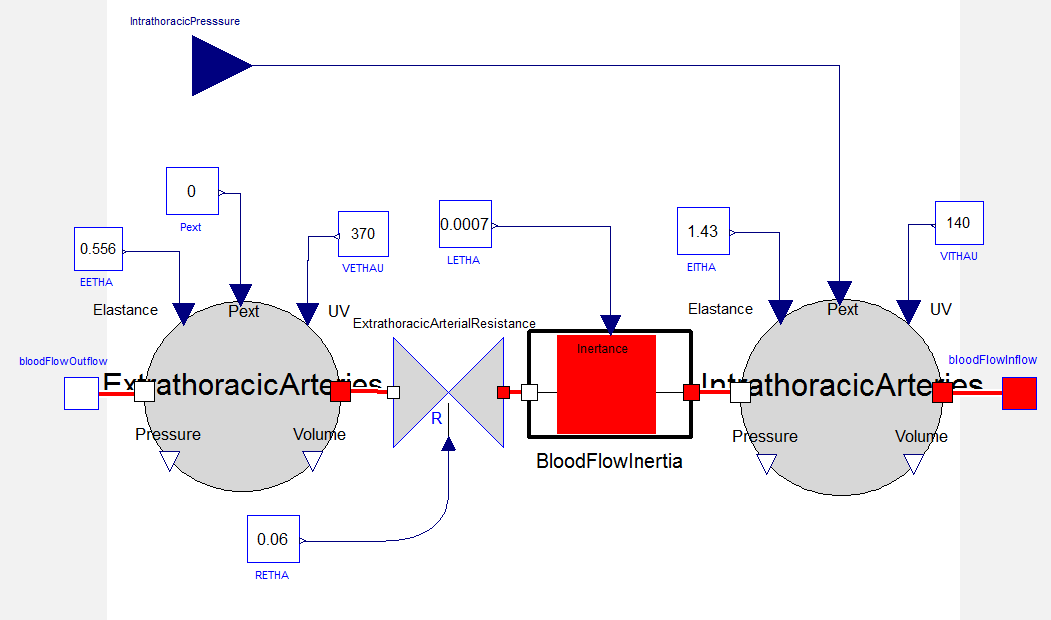 IntrathoracicPresssure
0
Pext
0.556
EETHA
370
VETHAU
0.0007
LETHA
1.43
EITHA
140
VITHAU
Elastance
Pext
UV
ExtrathoracicArterialResistance
Elastance
Pext
UV
bloodFlowOutflow
ExtrathoracicArteries
R
Inertance
IntrathoracicArteries
bloodFlowInflow
Pressure
Volume
BloodFlowInertia
Pressure
Volume
0.06
RETHA